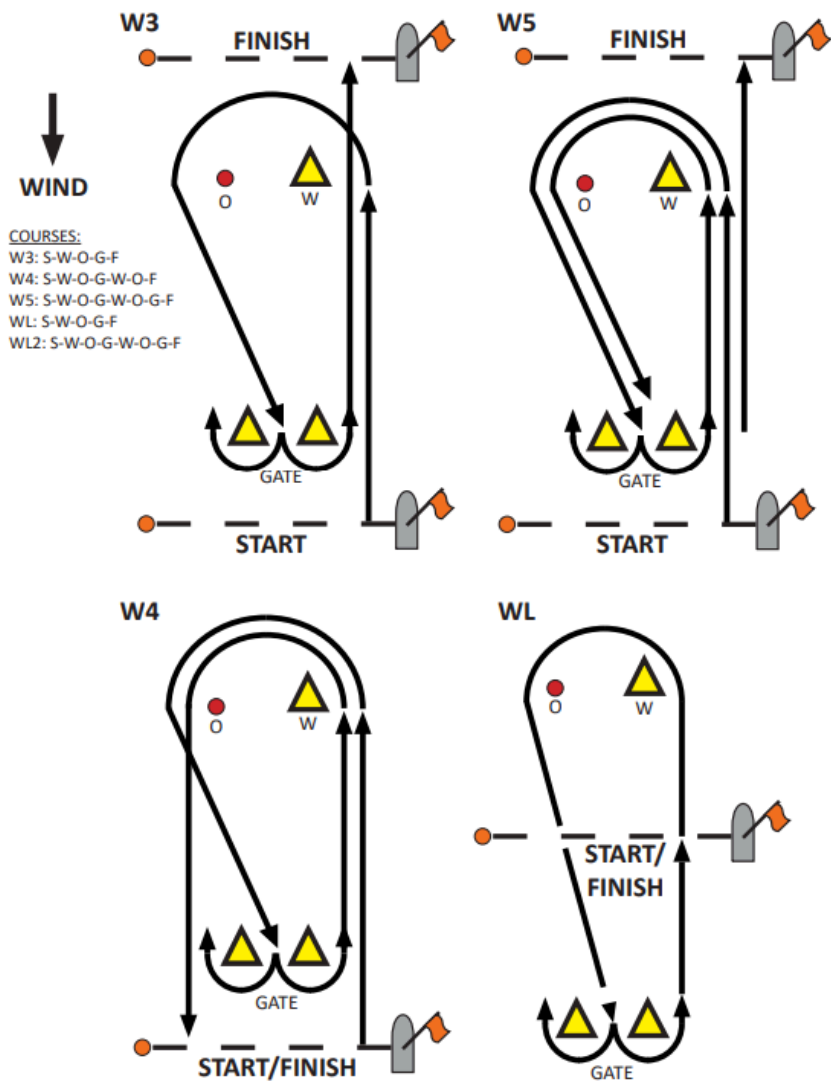 W3
FINISH
W5
FINISH
WIND
O
W
O
W
COURSES:
W3: S-W-O-G-F
W4: S-W-O-G-W-O-F
W5: S-W-O-G-W-O-G-F
WL: S-W-O-G-F
WL2: S-W-O-G-W-O-G-F
GATE
GATE
START
START
W4
WL
O
W
O
W
START/
FINISH
GATE
START/FINISH
GATE